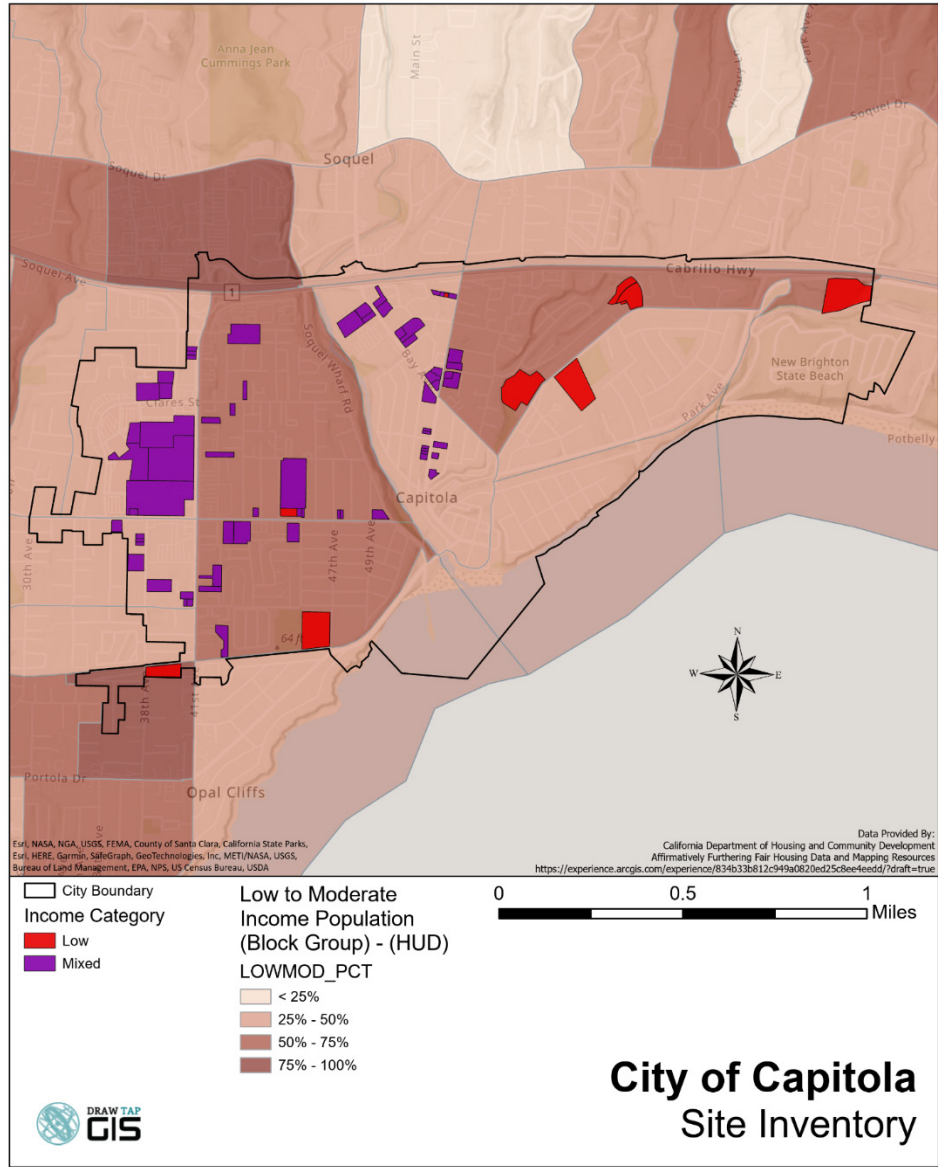 Anna Jean
Cummings Park
Main St
Victory Ln
Park Ave
Soquel Dr
Soquel
Soquel Dr
Soquel Ave
1
Cabrillo Hwy
Soquel Wharf Rd
Bay A
New Brighton
State Beach
Clares St
Park Ave
Potbelly
Capitola
30th Ave
47th Ave
49th Ave
64 ft
38th Ave
41st A
N
W
E
S
Portola Dr
Opal Cliffs
Esri, NASA, NGA, USGS, FEMA, County of Santa Clara, California State Parks,
Esri, HERE, Garmin, SafeGraph, GeoTechnologies, Inc, METI/NASA, USGS,
Bureau of Land Management, EPA, NPS, US Census Bureau, USDA
Data Provided By:
California Department of Housing and Community Development
Affirmatively Furthering Fair Housing Data and Mapping Resources
https://experience.arcgis.com/experience/834b33b812c949a0820ed25c8ee4eedd/?draft=true
City Boundary
Income Category
Low
Mixed
Low to Moderate
Income Population
(Block Group) - (HUD)
LOWMOD_PCT
< 25%
25% - 50%
50% - 75%
75% - 100%
0 0.5 1
Miles
City of Capitola
Site Inventory
DRAW TAP
GIS